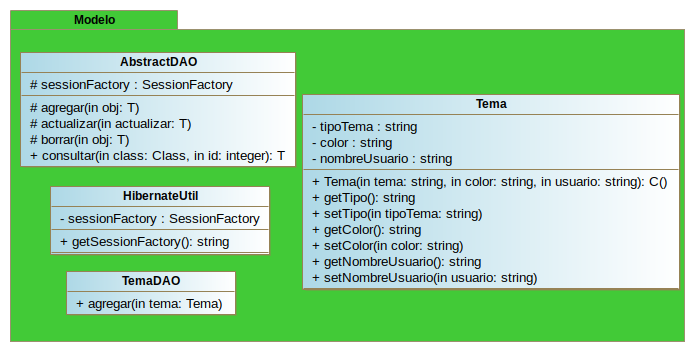 Modelo
AbstractDAO
# sessionFactory : SessionFactory
# agregar(in obj: T)
# actualizar(in actualizar: T)
# borrar(in obj: T)
+ consultar(in class: Class, in id: integer): T
HibernateUtil
- sessionFactory : SessionFactory
+ getSessionFactory(): string
TemaDAO
+ agregar(in tema: Tema)
Tema
- tipoTema : string
- color : string
- nombreUsuario : string
+ Tema(in tema: string, in color: string, in usuario: string): C()
+ getTipo(): string
+ setTipo(in tipoTema: string)
+ getColor(): string
+ setColor(in color: string)
+ getNombreUsuario(): string
+ setNombreUsuario(in usuario: string)